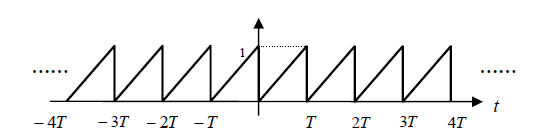 1
...... ......
t
− 4T − 3T − 2T − T T 2T 3T 4T